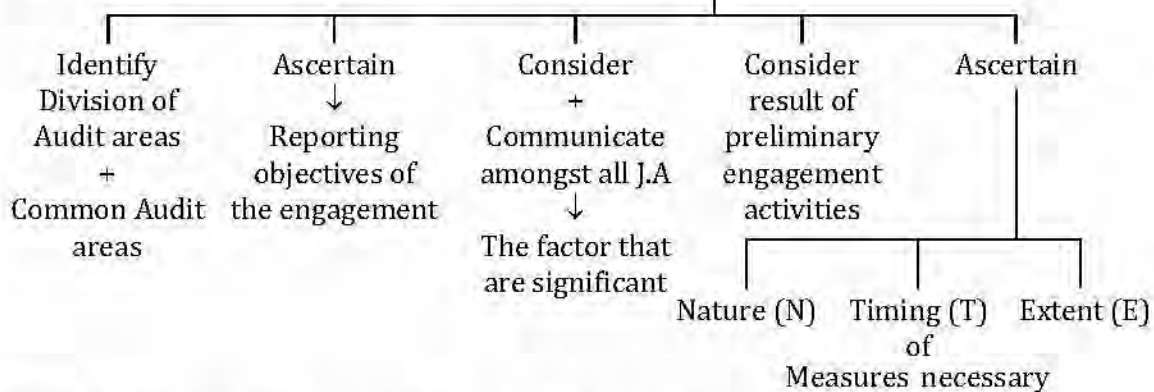 Identify
Division of
Audit areas
+
Common Audit
areas
Ascertain
↓
Reporting
objectives of
the engagement
Consider
+
Communicate
amongst all J.A
↓
The factor that
are significant
Consider
result of
preliminary
engagement
activities
Ascertain
Nature (N) Timing (T) Extent (E)
of
Measures necessary